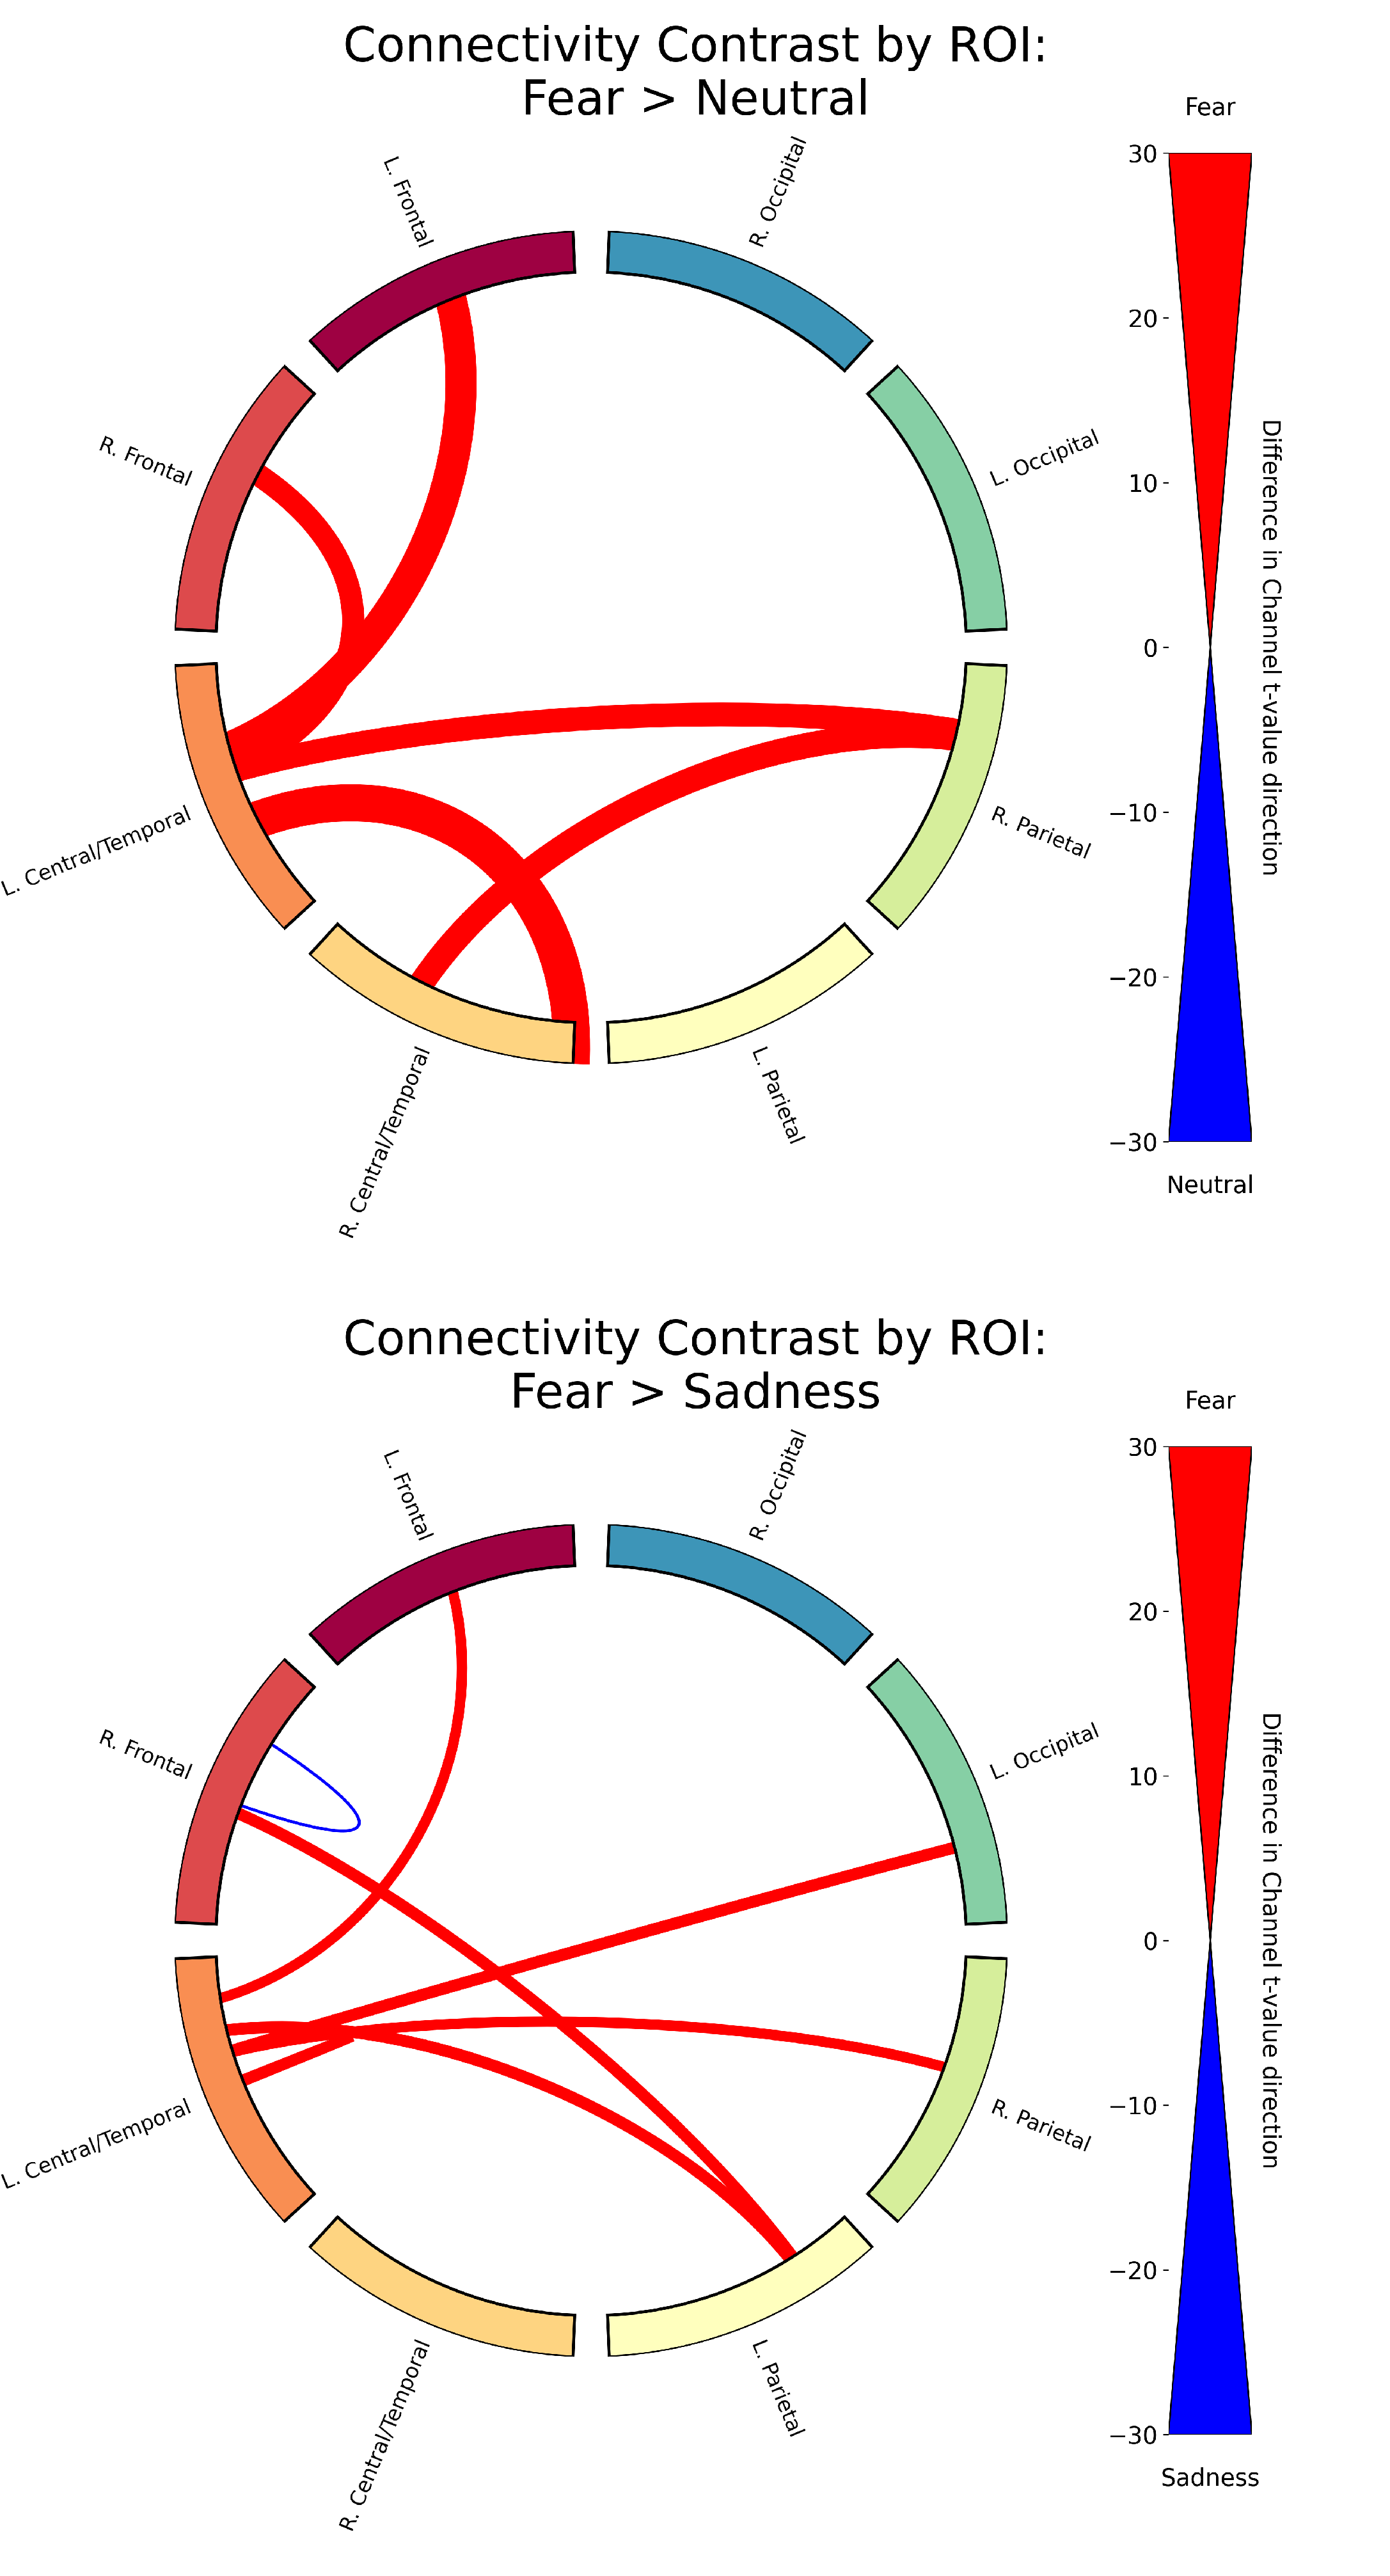 Connectivity Contrast by ROI:
Fear > Neutral
Fear
L. Frontal
R. Occipital
R. Frontal
L. Occipital
L. Central/Temporal
R. Parietal
R. Central/Temporal
L. Parietal
30
20
10
0
−10
−20
−30
Difference in Channel t-value direction
Neutral
Connectivity Contrast by ROI:
Fear > Sadness
Fear
L. Frontal
R. Occipital
R. Frontal
L. Occipital
L. Central/Temporal
R. Parietal
R. Central/Temporal
L. Parietal
30
20
10
0
−10
−20
−30
Difference in Channel t-value direction
Sadness